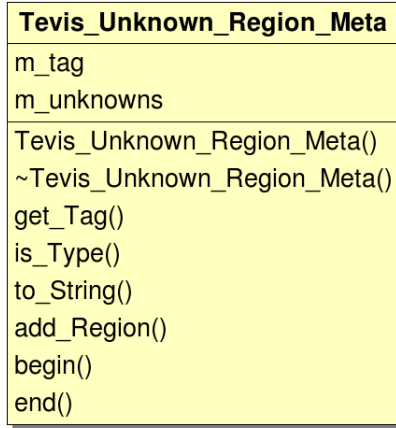 Tevis_Unknown_Region_Meta
m_tag
m_unknowns
Tevis_Unknown_Region_Meta()
~Tevis_Unknown_Region_Meta()
get_Tag()
is_Type()
to_String()
add_Region()
begin()
end()